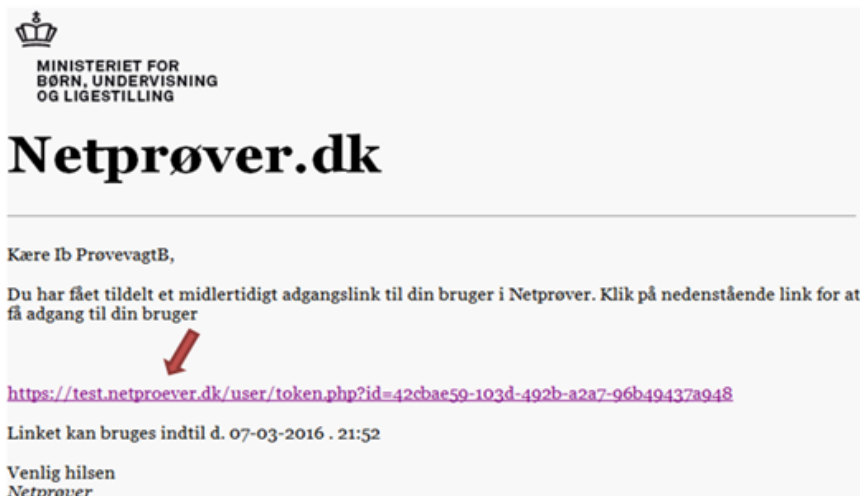 MINISTERIET FOR
BØRN, UNDERVISNING
OG LIGESTILLING
Netprøver.dk
Kære Ib PrøvevagtB,
Du har fået tildelt et midlertidigt adgangslink til din bruger i Netprøver. Klik på nedenstående link for at
få adgang til din bruger
https://test.netproever.dk/user/token.php?id=42cbae59-103d-492b-a2a7-96b49437a948
Linket kan bruges indtil d. 07-03-2016 . 21:52
Venlig hilsen
Netprøver